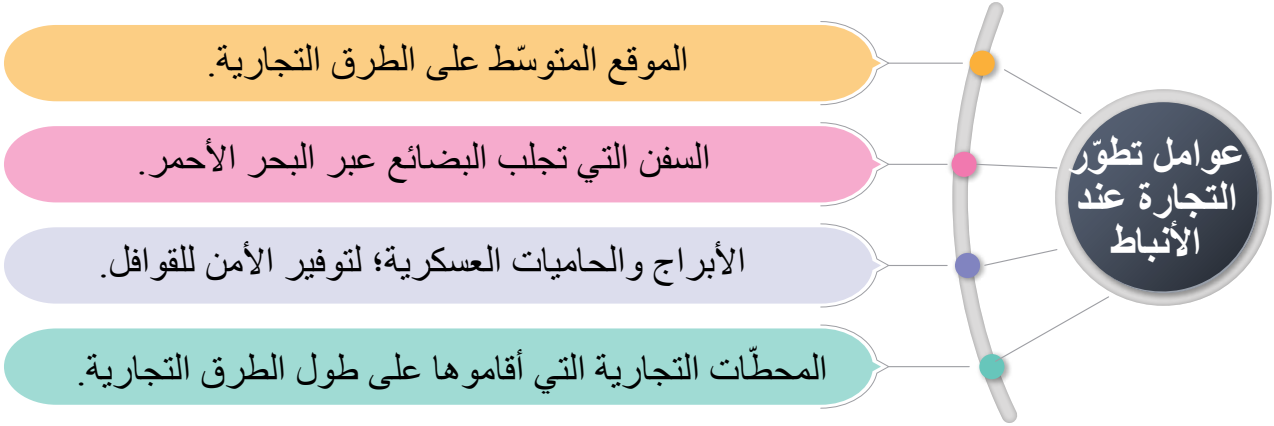 عوامل تطوّر
التجارة عند
الأنباط
الموقع المتوسّط على الطرق التجارية.
السفن التي تجلب البضائع عبر البحر الأحمر.
الأبراج والحاميات العسكرية؛ لتوفير الأمن للقوافل.
المحطّات التجارية التي أقاموها على طول الطرق التجارية.